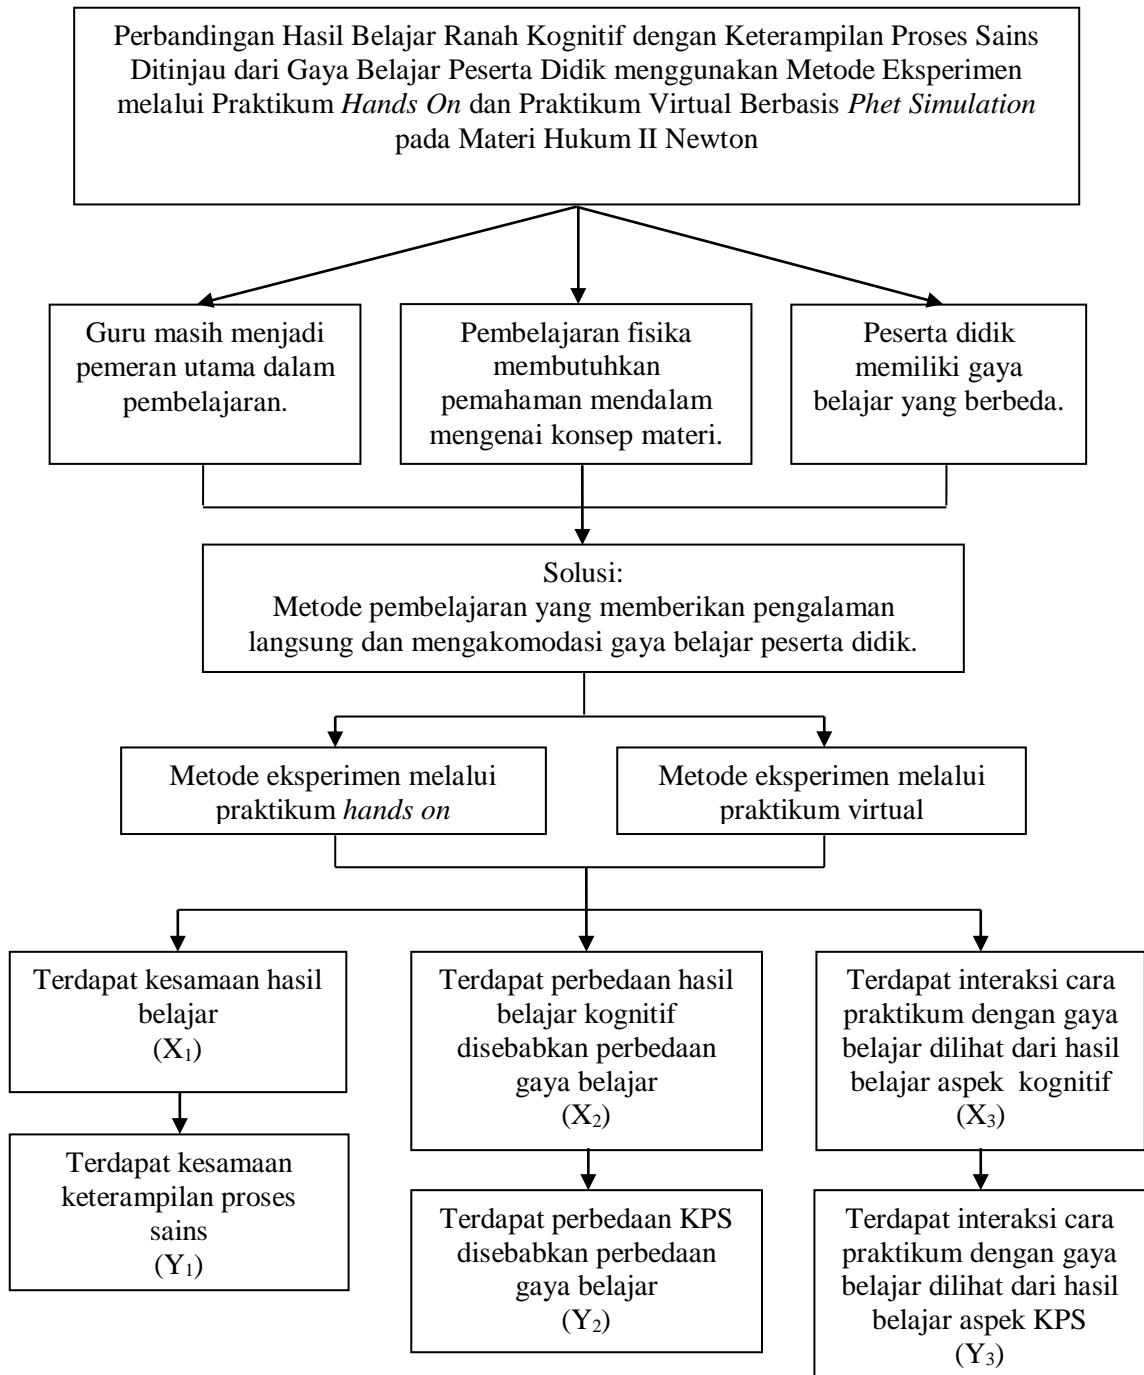 Perbandingan Hasil Belajar Ranah Kognitif dengan Keterampilan Proses Sains
Ditinjau dari Gaya Belajar Peserta Didik menggunakan Metode Eksperimen
melalui Praktikum Hands On dan Praktikum Virtual Berbasis Phet Simulation
pada Materi Hukum II Newton
Guru masih menjadi
pemeran utama dalam
pembelajaran.
Pembelajaran fisika
membutuhkan
pemahaman mendalam
mengenai konsep materi.
Peserta didik
memiliki gaya
belajar yang berbeda.
Solusi:
Metode pembelajaran yang memberikan pengalaman
langsung dan mengakomodasi gaya belajar peserta didik.
Metode eksperimen melalui
praktikum hands on
Metode eksperimen melalui
praktikum virtual
Terdapat kesamaan hasil
belajar
(X₁)
Terdapat perbedaan hasil
belajar kognitif
disebabkan perbedaan
gaya belajar
(X₂)
Terdapat interaksi cara
praktikum dengan gaya
belajar dilihat dari hasil
belajar aspek kognitif
(X₃)
Terdapat kesamaan
keterampilan proses
sains
(Y₁)
Terdapat perbedaan KPS
disebabkan perbedaan
gaya belajar
(Y₂)
Terdapat interaksi cara
praktikum dengan gaya
belajar dilihat dari hasil
belajar aspek KPS
(Y₃)